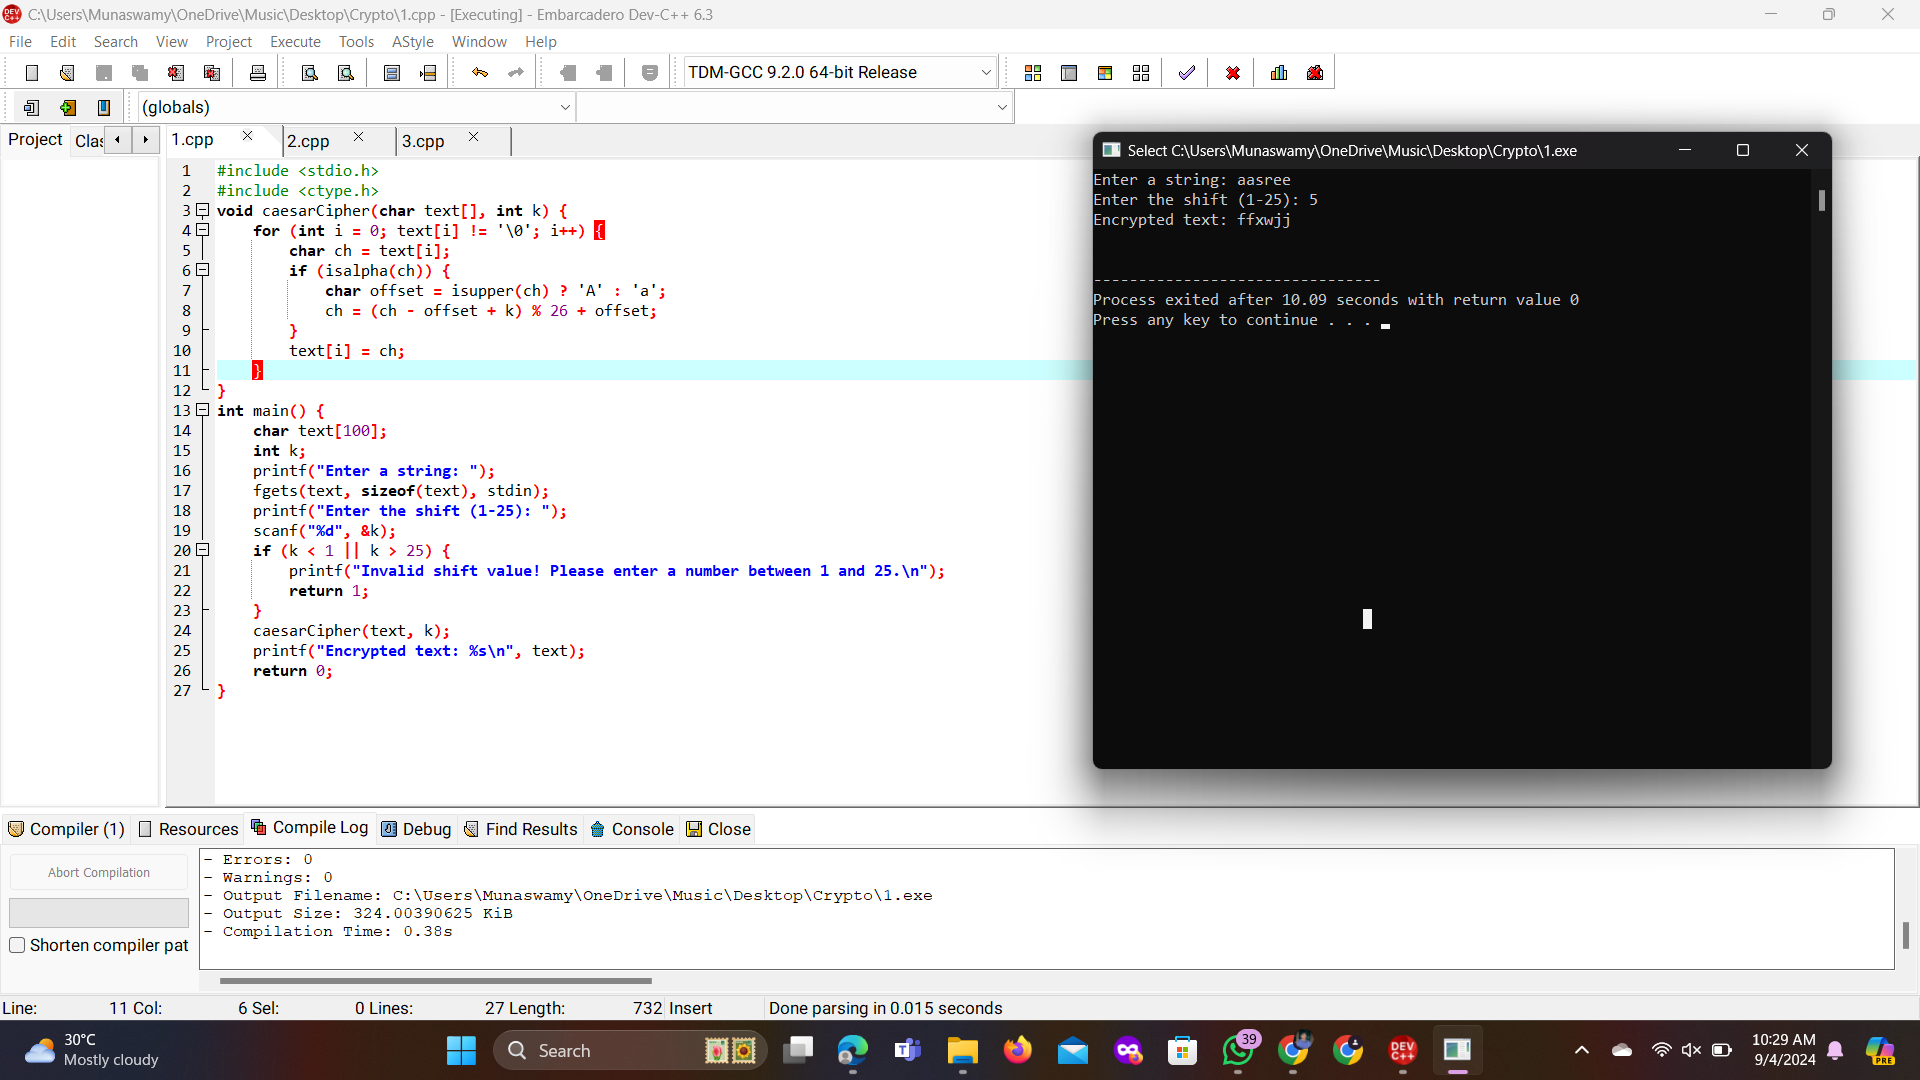 C:\Users\Munaswamy\OneDrive\Music\Desktop\Crypto\1.cpp - [Executing] - Embarcadero Dev-C++ 6.3
File Edit Search View Project Execute Tools AStyle Window Help
TDM-GCC 9.2.0 64-bit Release
(globals)
Project Clas 1.cpp 2.cpp 3.cpp
1 #include <stdio.h>
2 #include <ctype.h>
3 void caesarCipher(char text[], int k) {
4 for (int i = 0; text[i] != '\0'; i++) {
5 char ch = text[i];
6 if (isalpha(ch)) {
7 char offset = isupper(ch) ? 'A' : 'a';
8 ch = (ch - offset + k) % 26 + offset;
9 }
10 text[i] = ch;
11 }
12 }
13 int main() {
14 char text[100];
15 int k;
16 printf("Enter a string: ");
17 fgets(text, sizeof(text), stdin);
18 printf("Enter the shift (1-25): ");
19 scanf("%d", &k);
20 if (k < 1 || k > 25) {
21 printf("Invalid shift value! Please enter a number between 1 and 25.\n");
22 return 1;
23 }
24 caesarCipher(text, k);
25 printf("Encrypted text: %s\n", text);
26 return 0;
27 }
Select C:\Users\Munaswamy\OneDrive\Music\Desktop\Crypto\1.exe
Enter a string: aasree
Enter the shift (1-25): 5
Encrypted text: ffxwjj
--------------------------------
Process exited after 10.09 seconds with return value 0
Press any key to continue . . .
Compiler (1) Resources Compile Log Debug Find Results Console Close
Abort Compilation
Shorten compiler pat
- Errors: 0
- Warnings: 0
- Output Filename: C:\Users\Munaswamy\OneDrive\Music\Desktop\Crypto\1.exe
- Output Size: 324.00390625 KiB
- Compilation Time: 0.38s
Line: 11 Col: 6 Sel: 0 Lines: 27 Length: 732 Insert Done parsing in 0.015 seconds
30°C
Mostly cloudy
Search
39
DEV
C++
10:29 AM
9/4/2024
PRE